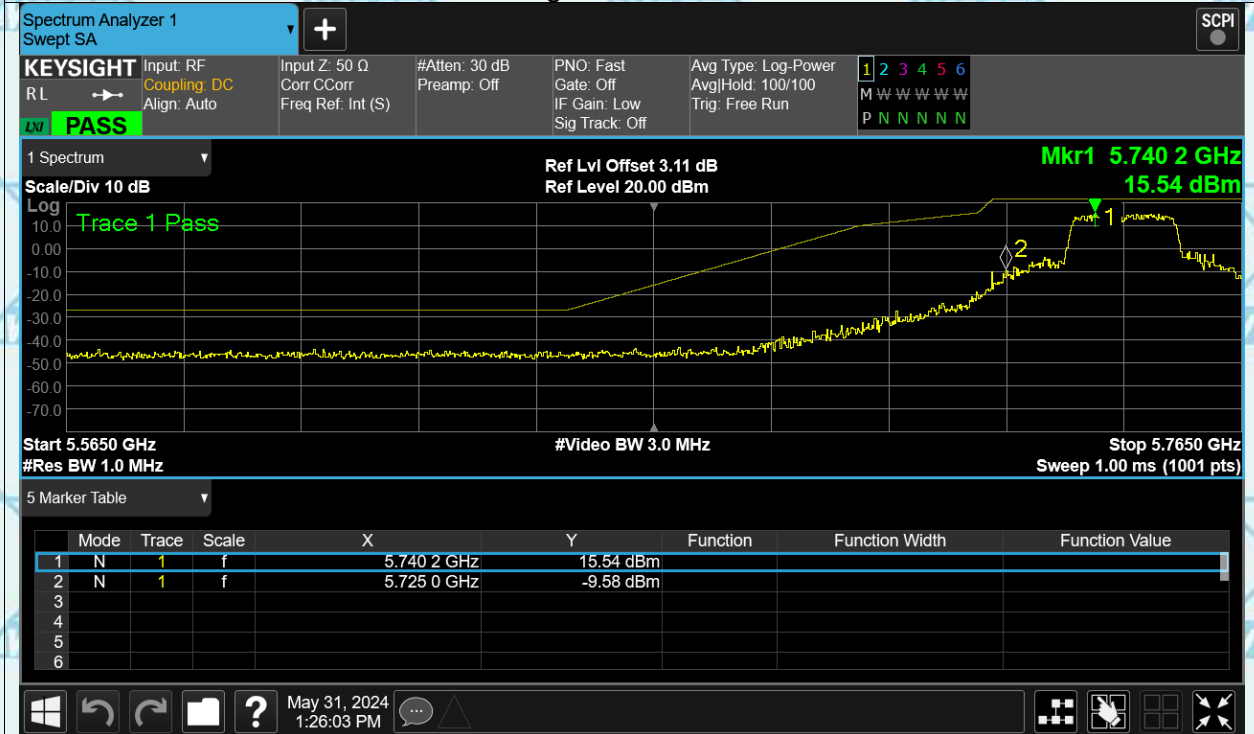 Spectrum Analyzer 1
Swept SA
SCPI
KEYSIGHT
R L
LXI PASS
Input: RF
Coupling: DC
Align: Auto
Input Z: 50 Ω
Corr CCorr
Freq Ref: Int (S)
#Atten: 30 dB
Preamp: Off
PNO: Fast
Gate: Off
IF Gain: Low
Sig Track: Off
Avg Type: Log-Power
Avg|Hold: 100/100
Trig: Free Run
1 2 3 4 5 6
M W W W W W
P N N N N N
1 Spectrum
Scale/Div 10 dB
Ref Lvl Offset 3.11 dB
Ref Level 20.00 dBm
Mkr1 5.740 2 GHz
15.54 dBm
Log
Trace 1 Pass
10.0
0.00
-10.0
-20.0
-30.0
-40.0
-50.0
-60.0
-70.0
1
2
Start 5.5650 GHz
#Video BW 3.0 MHz
Stop 5.7650 GHz
#Res BW 1.0 MHz
Sweep 1.00 ms (1001 pts)
5 Marker Table
Mode Trace Scale X Y Function Function Width Function Value
1 N 1 f 5.740 2 GHz 15.54 dBm
2 N 1 f 5.725 0 GHz -9.58 dBm
3
4
5
6
?
May 31, 2024
1:26:03 PM